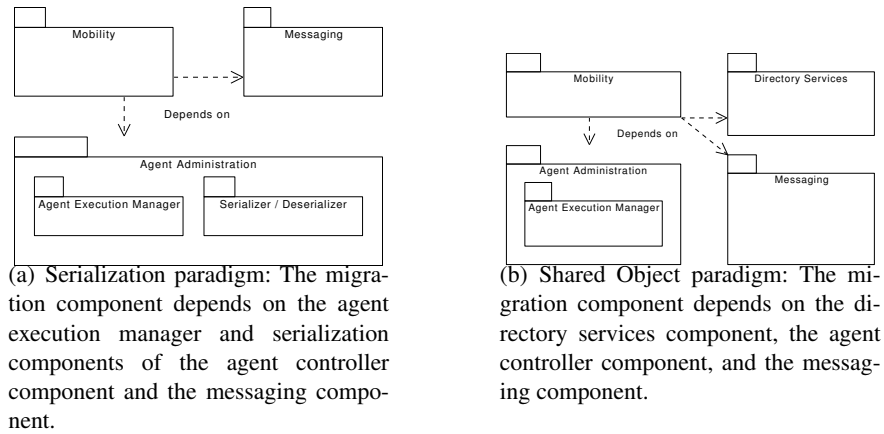 Mobility
Messaging
Depends on
Agent Administration
Agent Execution Manager
Serializer / Deserializer
(a) Serialization paradigm: The migra-
tion component depends on the agent
execution manager and serialization
components of the agent controller
component and the messaging compo-
nent.
Mobility
Directory Services
Depends on
Agent Administration
Messaging
Agent Execution Manager
(b) Shared Object paradigm: The mi-
gration component depends on the di-
rectory services component, the agent
controller component, and the messag-
ing component.